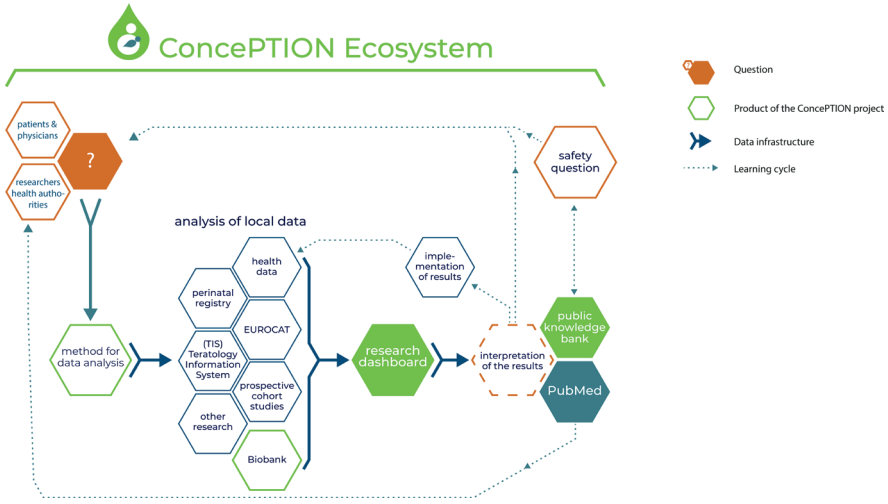 ConcePTION Ecosystem
patients &
physicians
?
researchers
health autho-
rities
analysis of local data
health
data
perinatal
registry
EUROCAT
(TIS)
Teratology
Information
System
prospective
cohort
studies
other
research
Biobank
method for
data analysis
research
dashboard
imple-
mentation
of results
interpretation
of the results
safety
question
public
knowledge
bank
PubMed
?
Question
Product of the ConcePTION project
Data infrastructure
Learning cycle